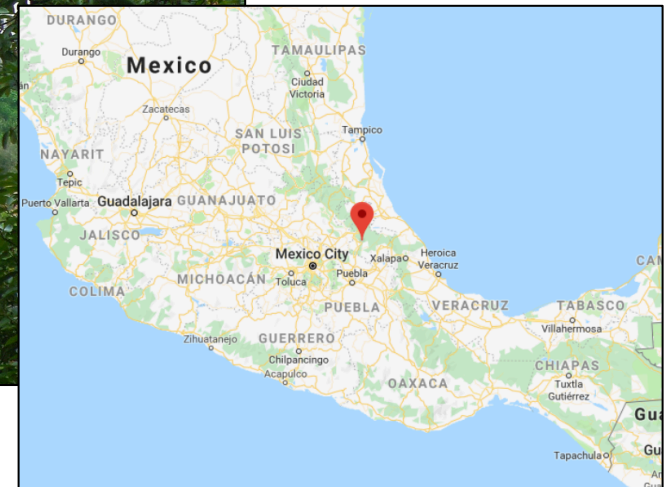 DURANGO
Durango
Mexico
TAMAULIPAS
Ciudad
Victoria
Zacatecas
SAN LUIS
POTOSI
Tampico
NAYARIT
Tepic
Puerto Vallarta
Guadalajara
GUANAJUATO
JALISCO
Mexico City
Xalapa
Heroica
Veracruz
COLIMA
MICHOACÁN
Toluca
Puebla
PUEBLA
VERACRUZ
TABASCO
Villahermosa
Zihuatanejo
GUERRERO
Chilpancingo
Acapulco
OAXACA
CHIAPAS
Tuxtla
Gutiérrez
Tapachula